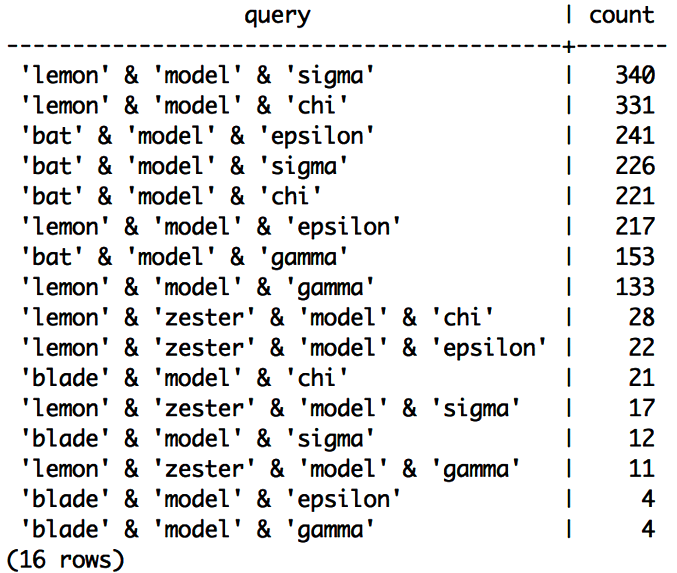 query | count
------------------------------------------+-------
'lemon' & 'model' & 'sigma' | 340
'lemon' & 'model' & 'chi' | 331
'bat' & 'model' & 'epsilon' | 241
'bat' & 'model' & 'sigma' | 226
'bat' & 'model' & 'chi' | 221
'lemon' & 'model' & 'epsilon' | 217
'bat' & 'model' & 'gamma' | 153
'lemon' & 'model' & 'gamma' | 133
'lemon' & 'zester' & 'model' & 'chi' | 28
'lemon' & 'zester' & 'model' & 'epsilon' | 22
'blade' & 'model' & 'chi' | 21
'lemon' & 'zester' & 'model' & 'sigma' | 17
'blade' & 'model' & 'sigma' | 12
'lemon' & 'zester' & 'model' & 'gamma' | 11
'blade' & 'model' & 'epsilon' | 4
'blade' & 'model' & 'gamma' | 4
(16 rows)